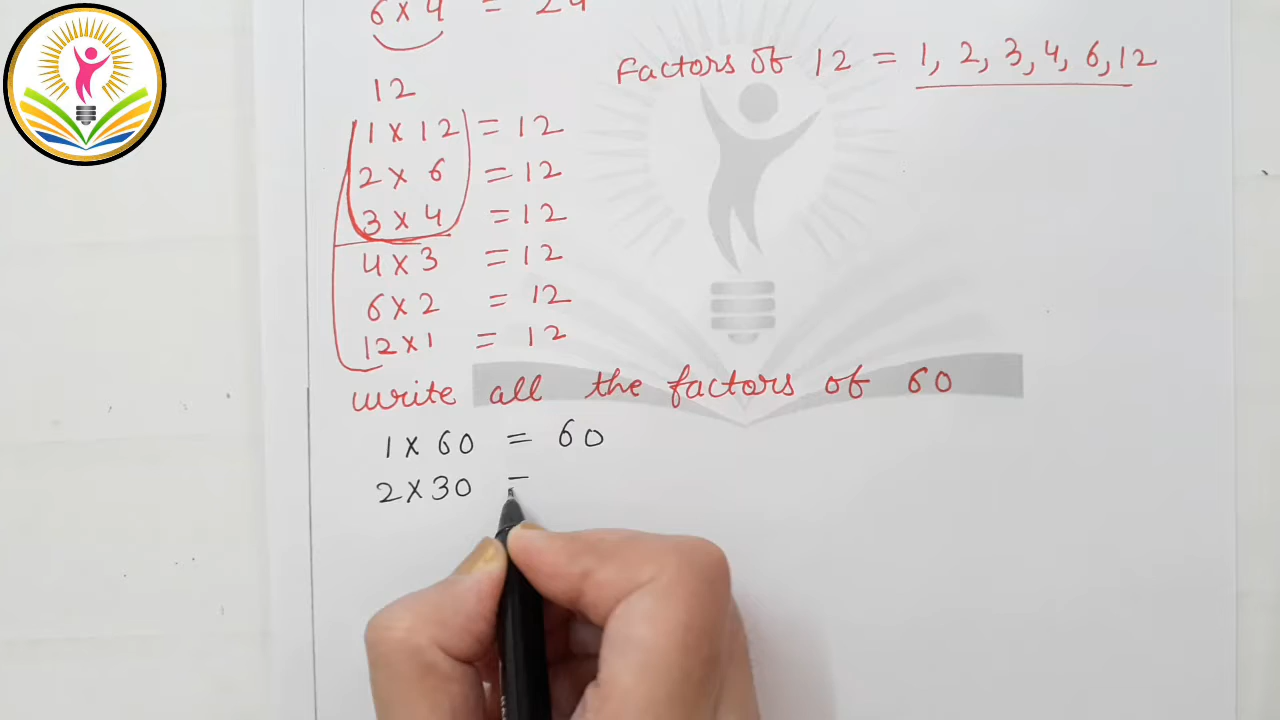 6 x 4 = 24
Factors of 12 = 1, 2, 3, 4, 6, 12
12
1 x 12 = 12
2 x 6 = 12
3 x 4 = 12
4 x 3 = 12
6 x 2 = 12
12 x 1 = 12
write all the factors of 60
1 x 60 = 60
2 x 30 =